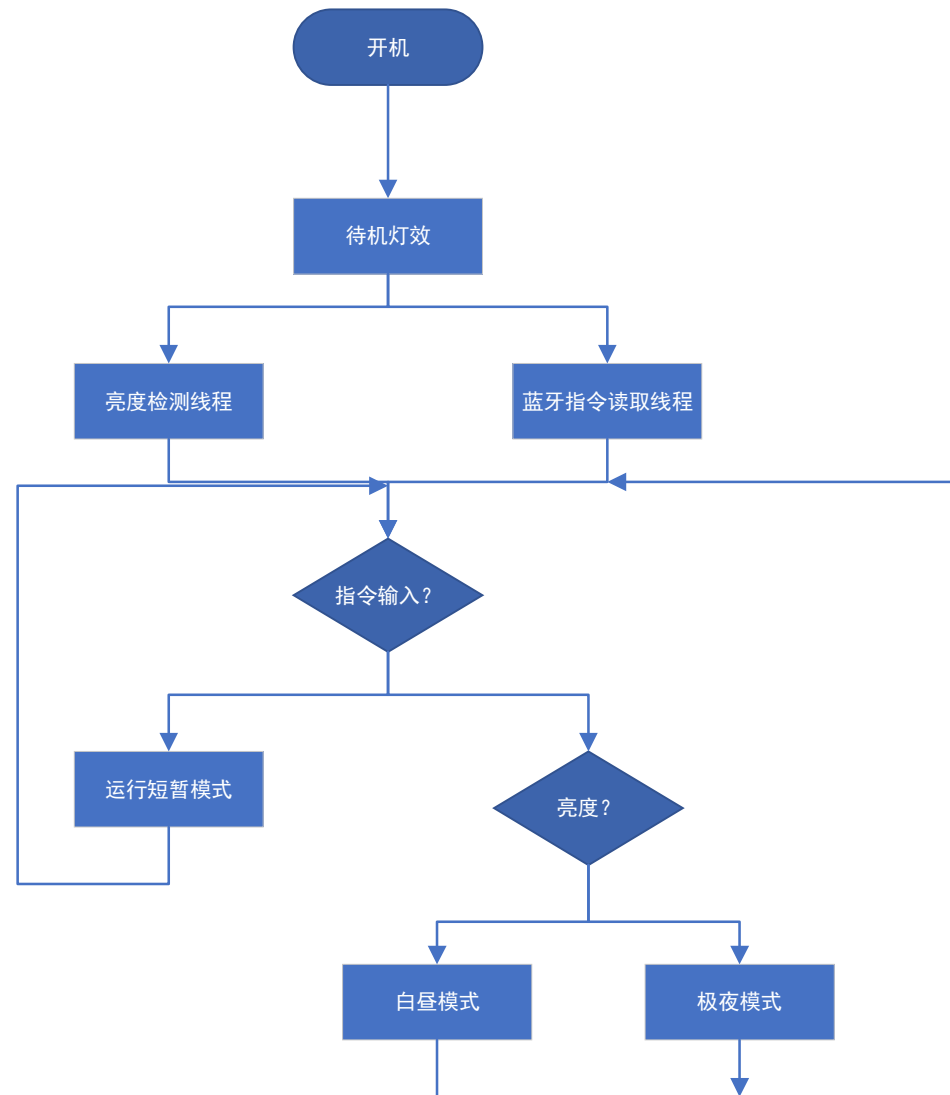 开机
待机灯效
亮度检测线程
蓝牙指令读取线程
指令输入？
运行短暂模式
亮度？
白昼模式
极夜模式